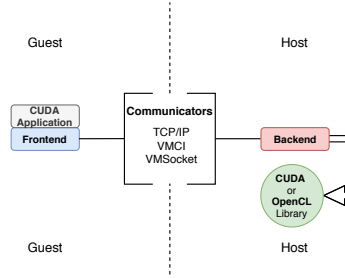 Guest
Host
CUDA
Application
Frontend
Communicators
TCP/IP
VMCI
VMSocket
Backend
CUDA
or
OpenCL
Library
Guest
Host